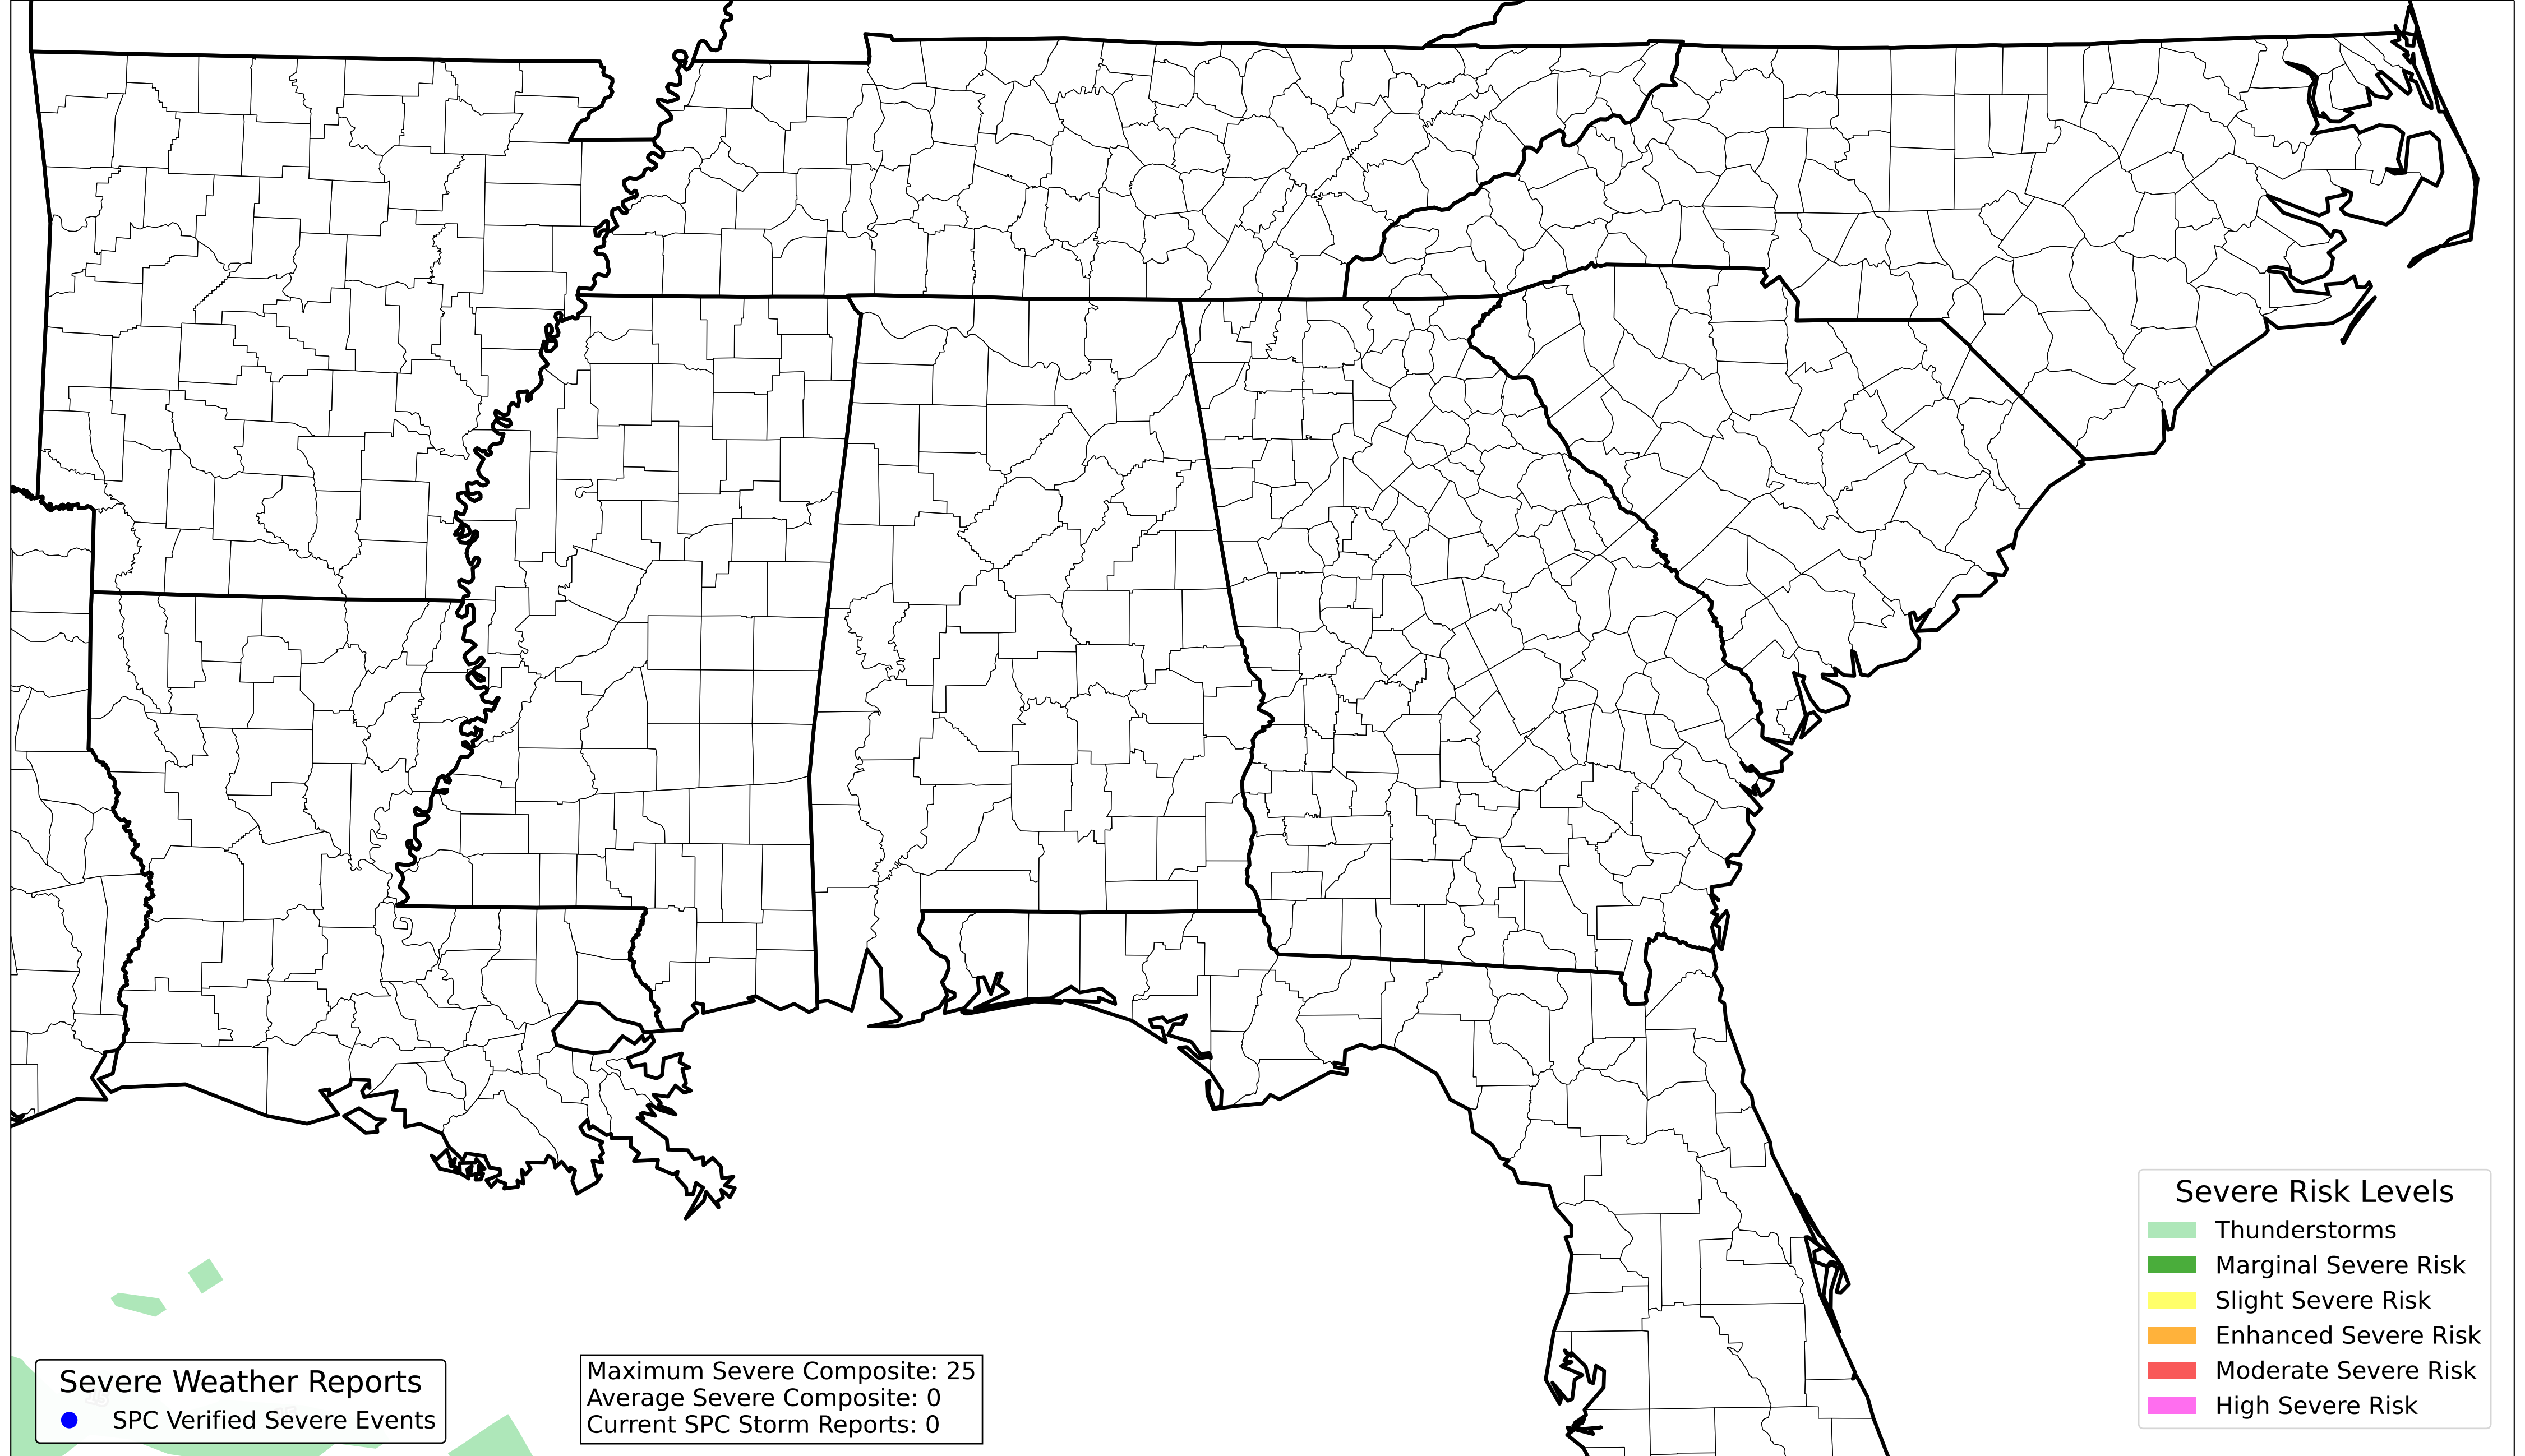 Severe Risk Levels
Thunderstorms
Marginal Severe Risk
Slight Severe Risk
Enhanced Severe Risk
Moderate Severe Risk
High Severe Risk
Severe Weather Reports
SPC Verified Severe Events
Maximum Severe Composite: 25
Average Severe Composite: 0
Current SPC Storm Reports: 0